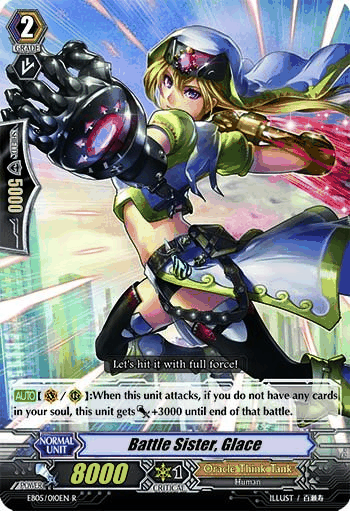 2
GRADE
SHIELD
5000
Let's hit it with full force!
AUTO [ / ]:When this unit attacks, if you do not have any cards
in your soul, this unit gets +3000 until end of that battle.
NORMAL
UNIT
Battle Sister, Glace
POWER
8000
1
CRITICAL
Oracle Think Tank
Human
EB05/010EN R
ILLUST / 百瀬寿